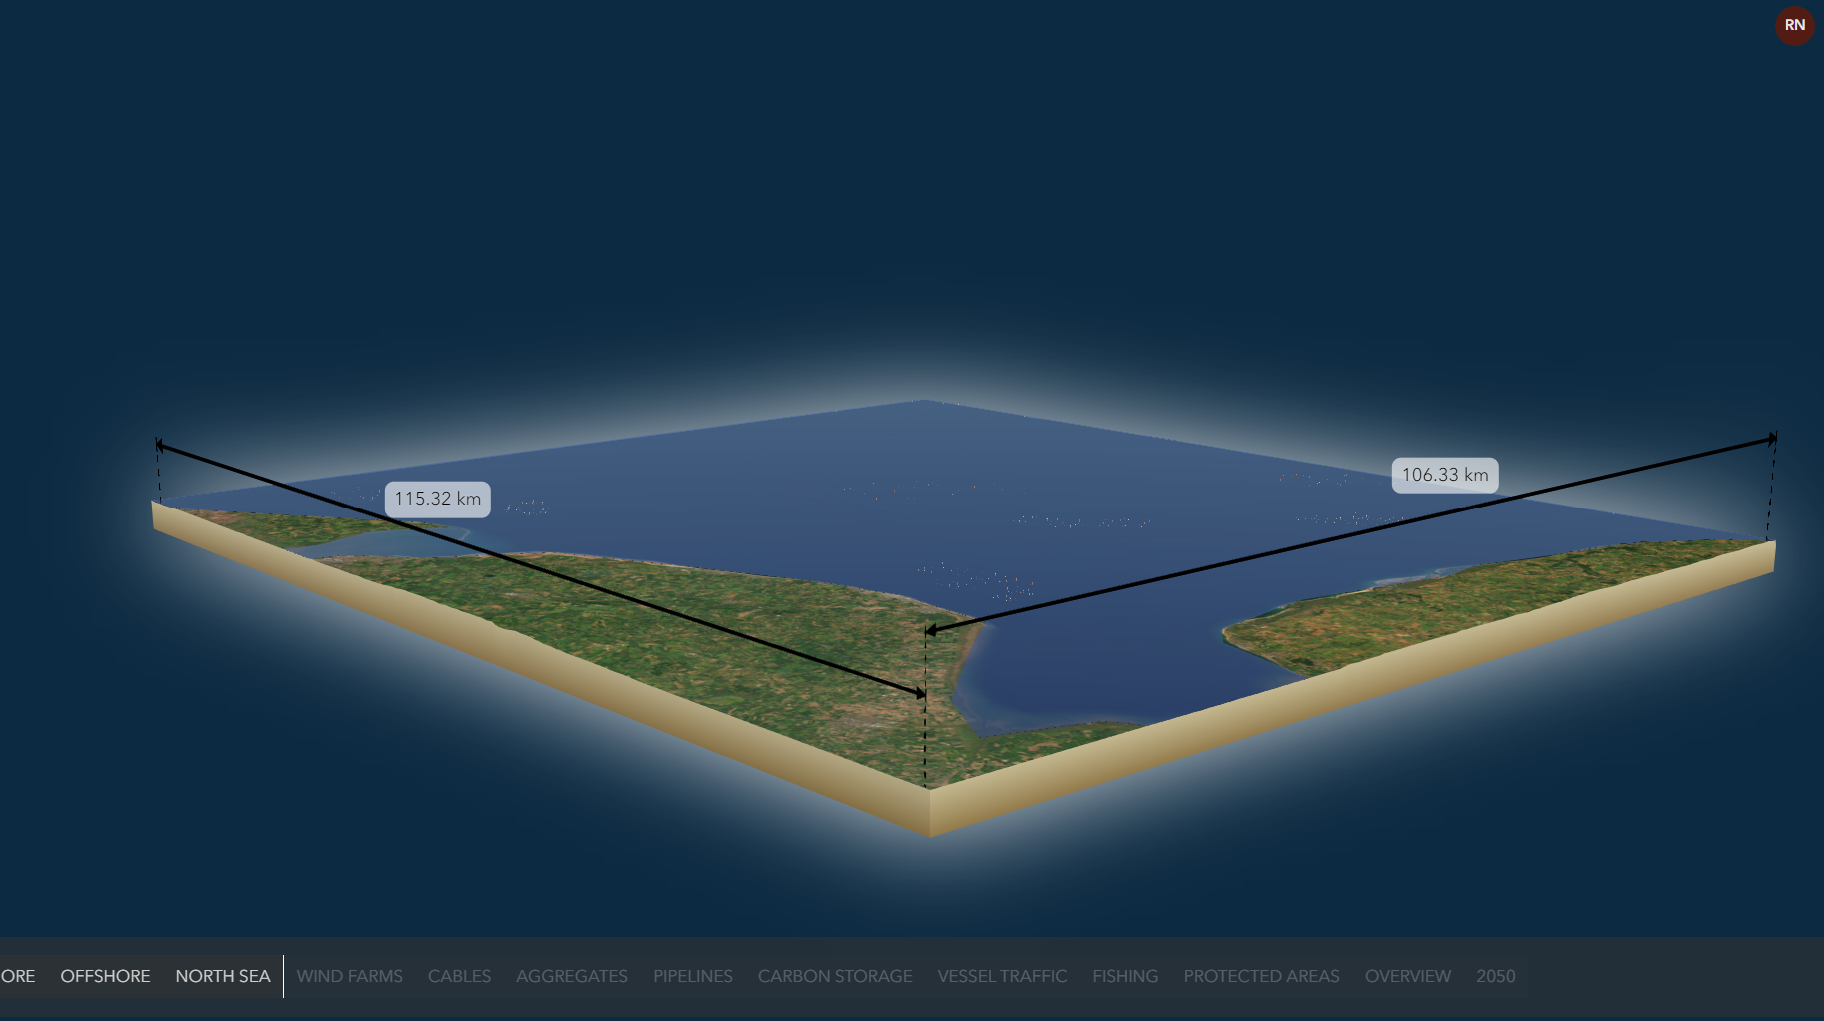 RN
106.33 km
115.32 km
ORE OFFSHORE NORTH SEA WIND FARMS CABLES AGGREGATES PIPELINES CARBON STORAGE VESSEL TRAFFIC FISHING PROTECTED AREAS OVERVIEW 2050